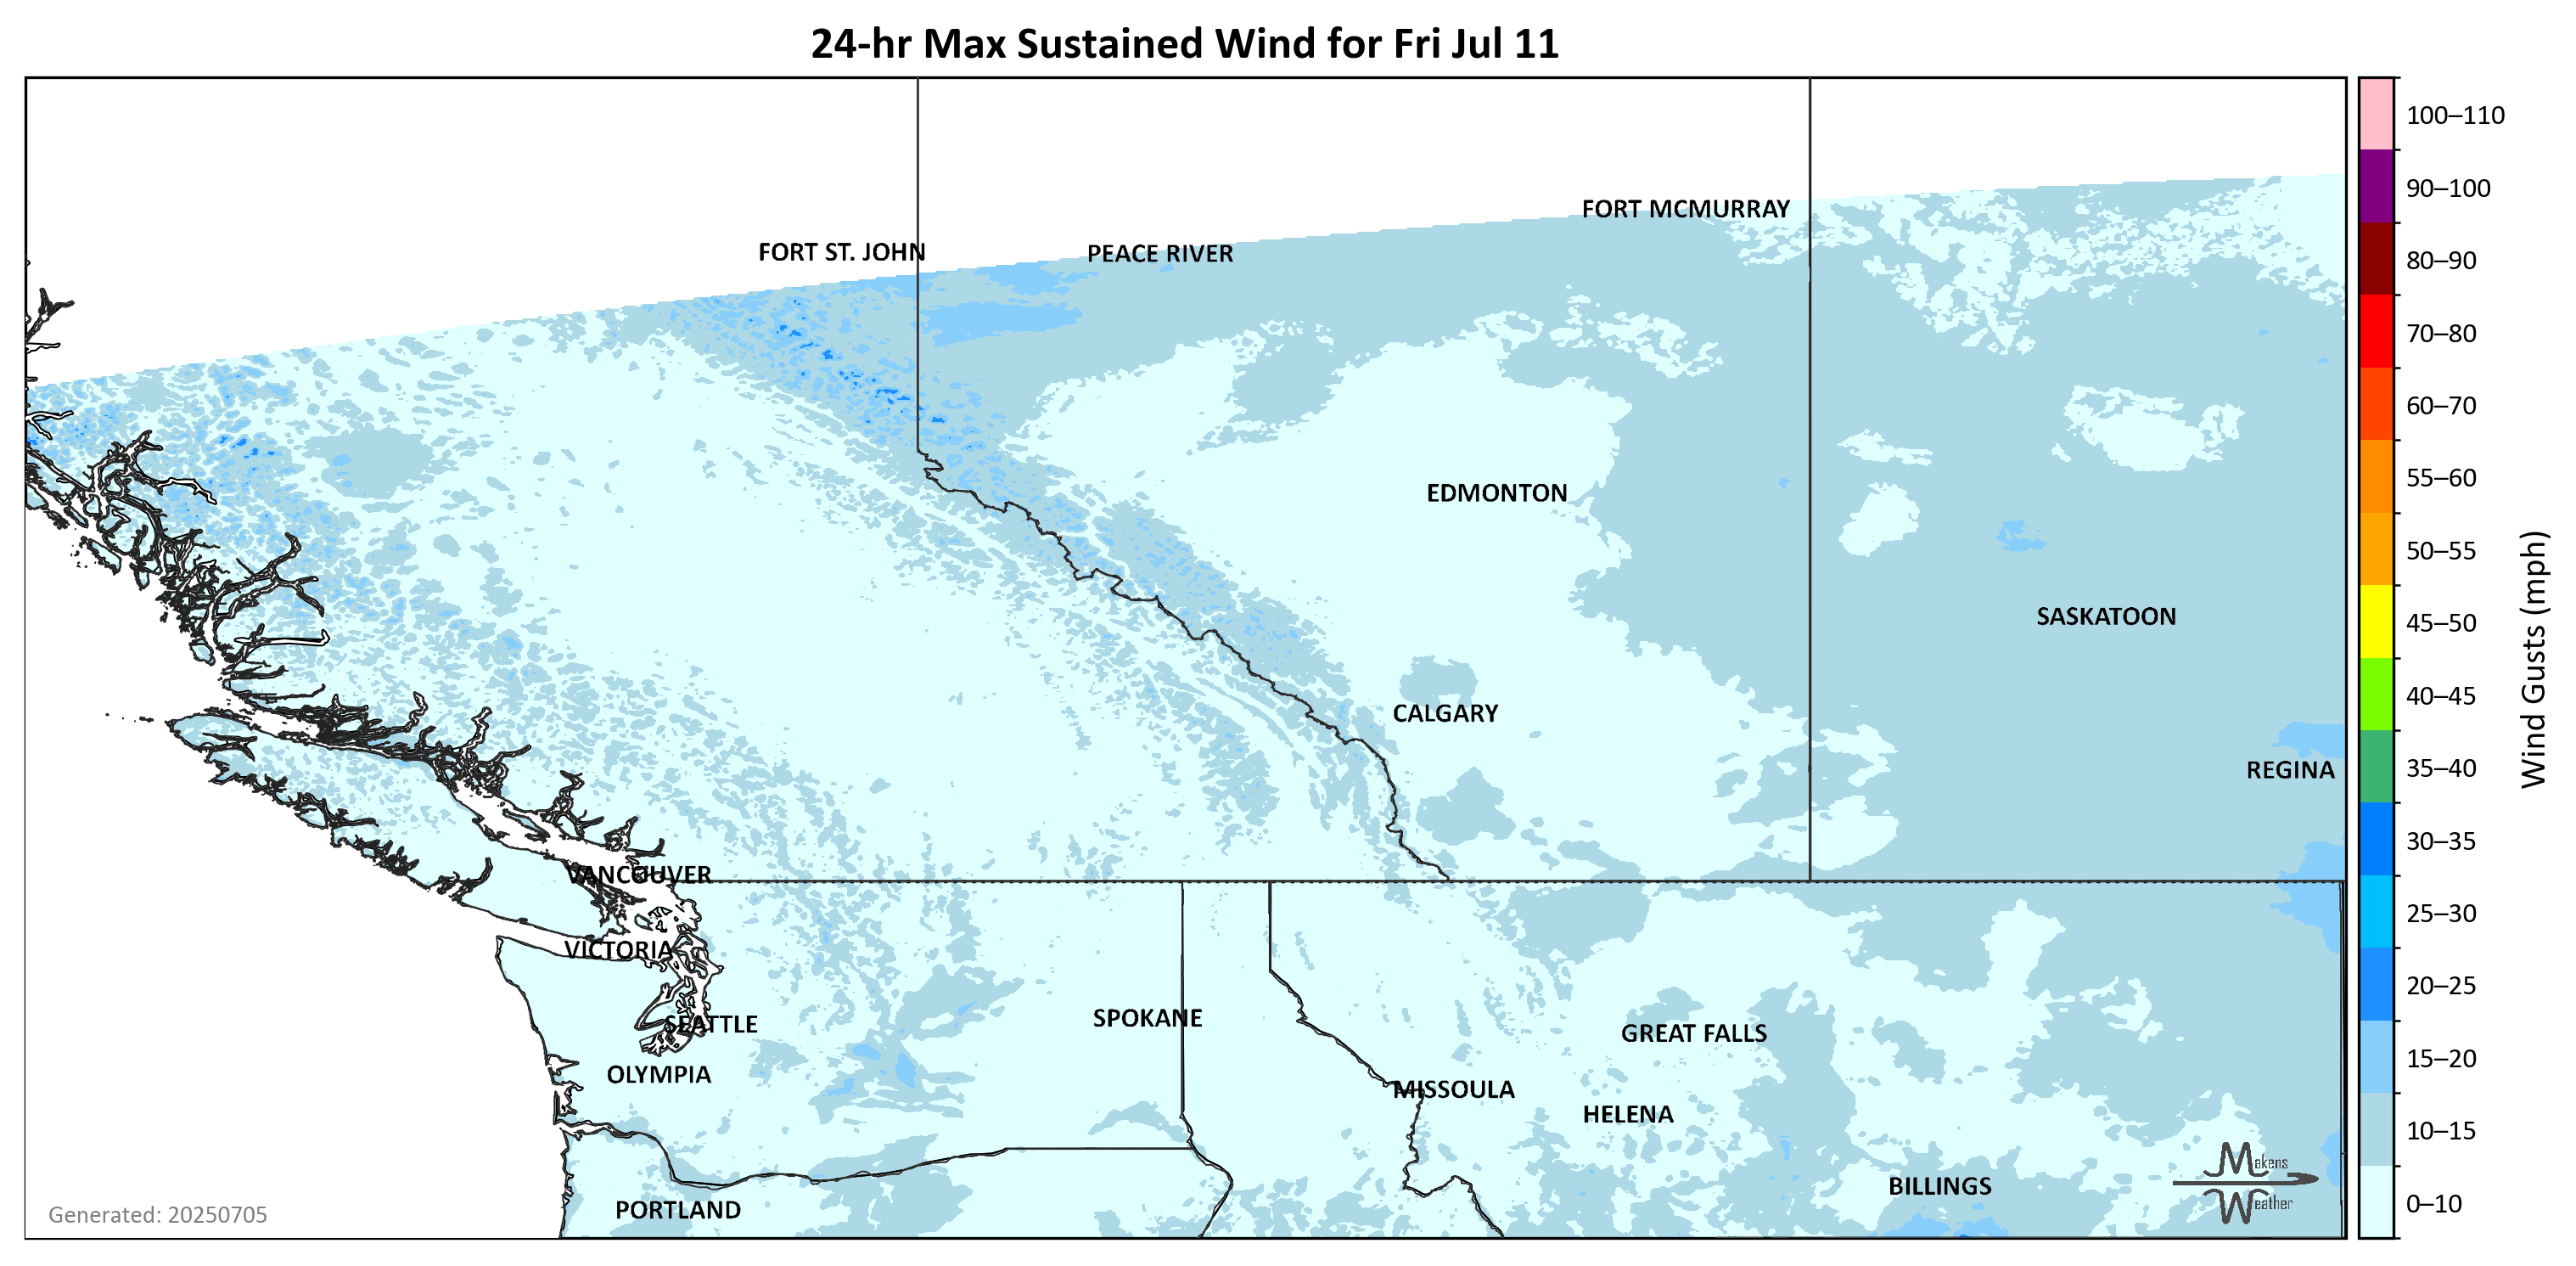 24-hr Max Sustained Wind for Fri Jul 11
FORT MCMURRAY
FORT ST. JOHN
PEACE RIVER
EDMONTON
SASKATOON
CALGARY
REGINA
VANCOUVER
VICTORIA
SEATTLE
SPOKANE
GREAT FALLS
OLYMPIA
MISSOULA
HELENA
BILLINGS
PORTLAND
Makens
Weather
Generated: 20250705
100–110
90–100
80–90
70–80
60–70
55–60
50–55
45–50
40–45
35–40
30–35
25–30
20–25
15–20
10–15
0–10
Wind Gusts (mph)